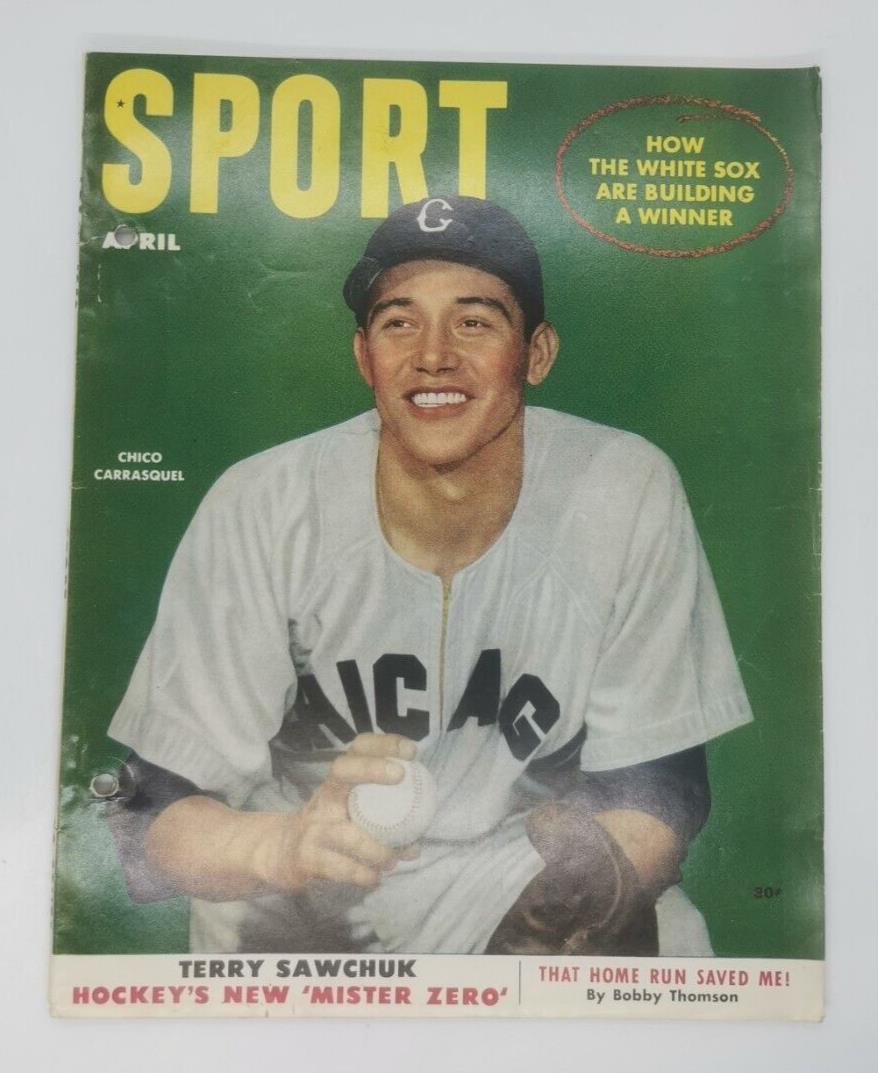 SPORT
APRIL
HOW
THE WHITE SOX
ARE BUILDING
A WINNER
C
CHICO
CARRASQUEL
HICAG
30¢
TERRY SAWCHUK
HOCKEY'S NEW 'MISTER ZERO'
THAT HOME RUN SAVED ME!
By Bobby Thomson